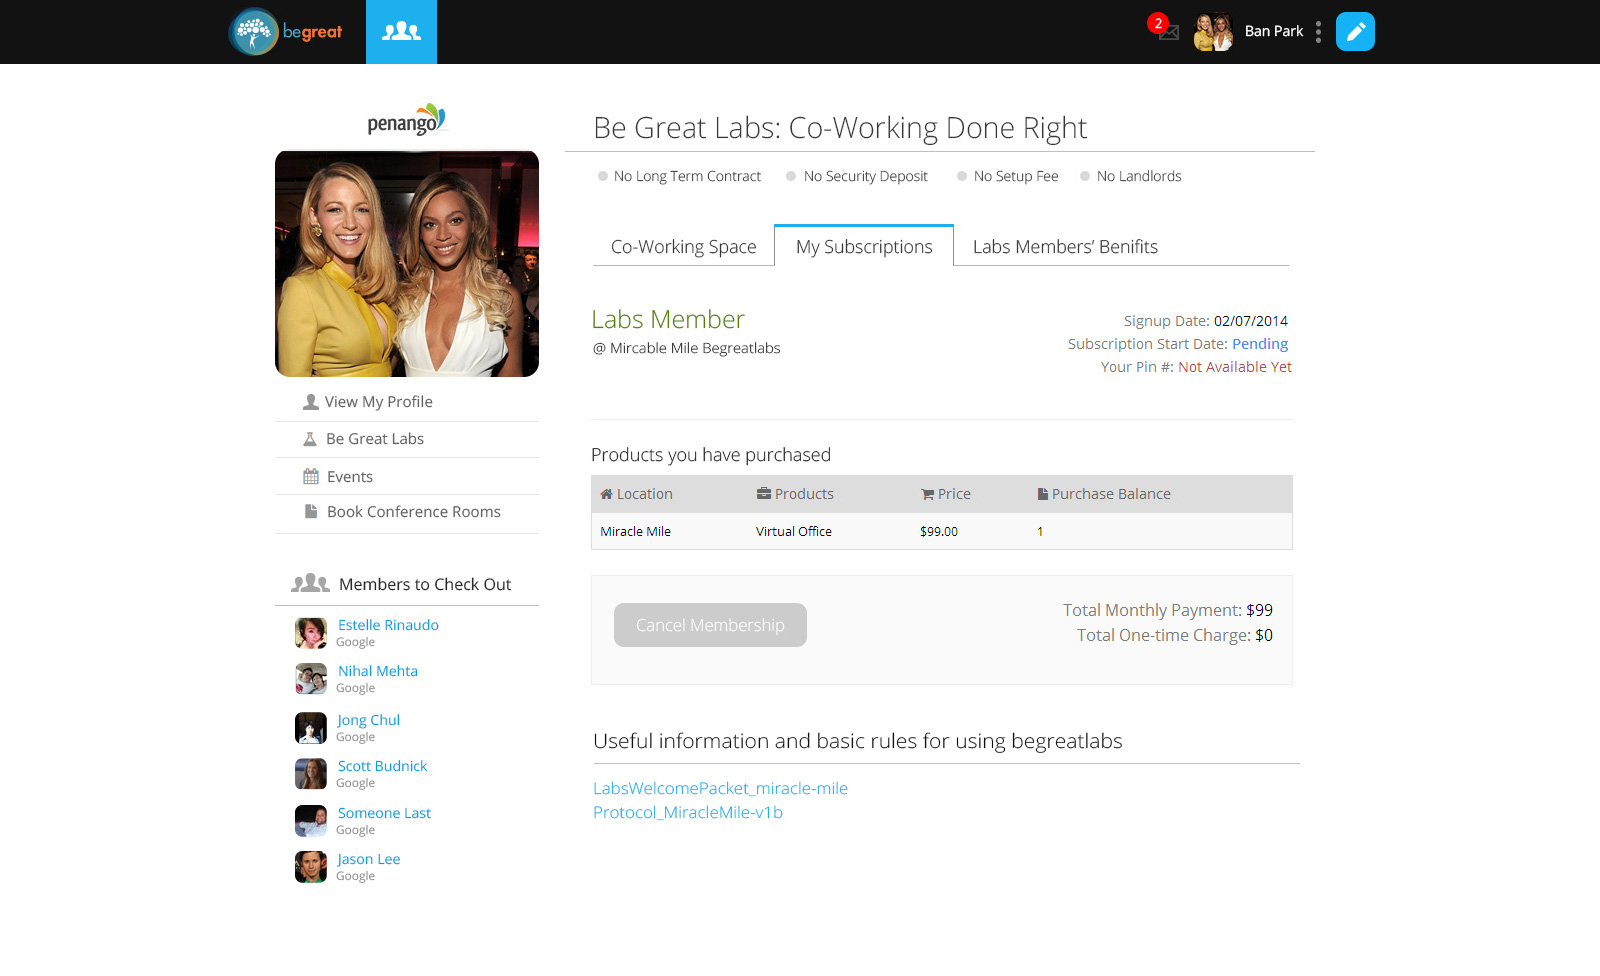 begreat
2
Ban Park
penango
Be Great Labs: Co-Working Done Right
No Long Term Contract
No Security Deposit
No Setup Fee
No Landlords
Co-Working Space
My Subscriptions
Labs Members’ Benifits
Labs Member
@ Mircable Mile Begreatlabs
Signup Date: 02/07/2014
Subscription Start Date: Pending
Your Pin #: Not Available Yet
View My Profile
Be Great Labs
Events
Book Conference Rooms
Products you have purchased
Location Products Price Purchase Balance
Miracle Mile Virtual Office $99.00 1
Cancel Membership
Total Monthly Payment: $99
Total One-time Charge: $0
Members to Check Out
Estelle Rinaudo
Google
Nihal Mehta
Google
Jong Chul
Google
Scott Budnick
Google
Someone Last
Google
Jason Lee
Google
Useful information and basic rules for using begreatlabs
LabsWelcomePacket_miracle-mile
Protocol_MiracleMile-v1b